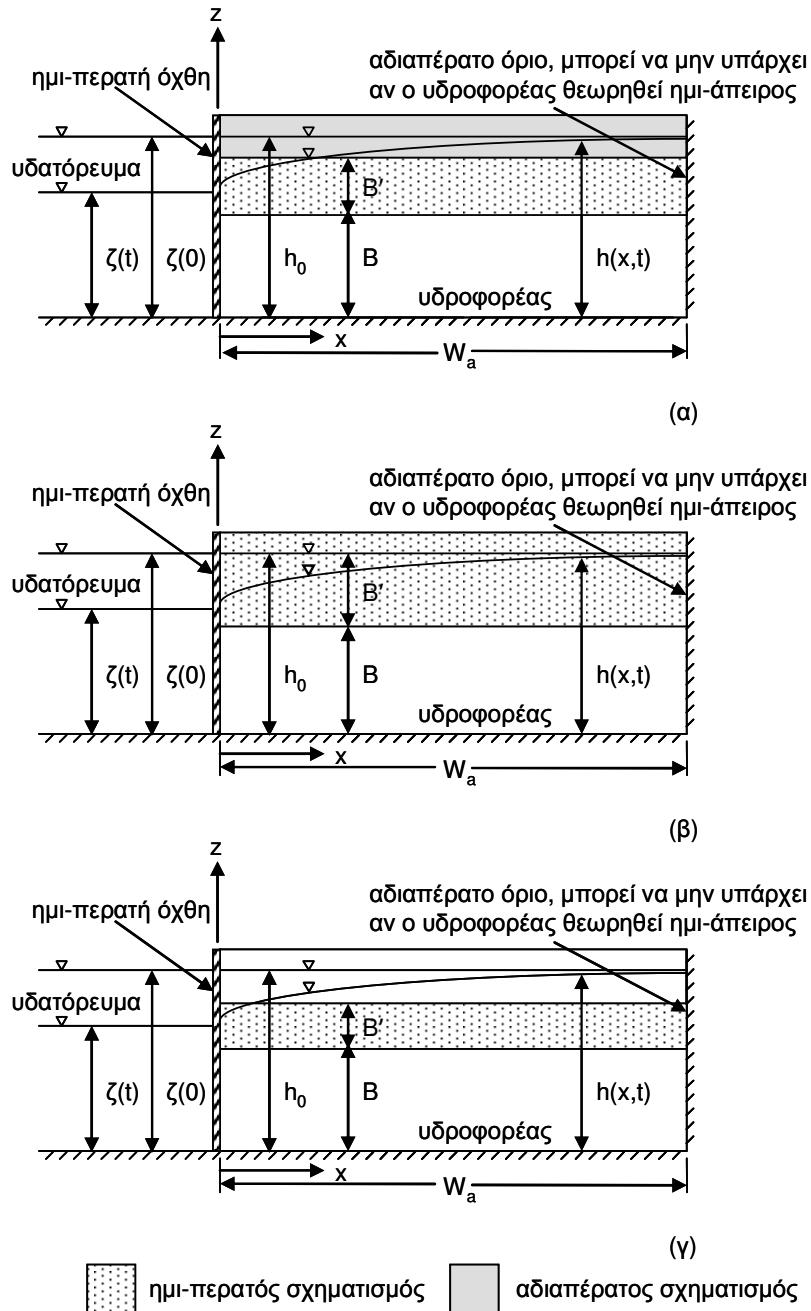 z
ημι-περατή όχθη
αδιαπέρατο όριο, μπορεί να μην υπάρχει
αν ο υδροφορέας θεωρηθεί ημι-άπειρος
υδατόρευμα
B′
ζ(t)
ζ(0)
h0
B
h(x,t)
υδροφορέας
x
Wa
(α)
z
ημι-περατή όχθη
αδιαπέρατο όριο, μπορεί να μην υπάρχει
αν ο υδροφορέας θεωρηθεί ημι-άπειρος
υδατόρευμα
B′
ζ(t)
ζ(0)
h0
B
h(x,t)
υδροφορέας
x
Wa
(β)
z
ημι-περατή όχθη
αδιαπέρατο όριο, μπορεί να μην υπάρχει
αν ο υδροφορέας θεωρηθεί ημι-άπειρος
υδατόρευμα
B′
ζ(t)
ζ(0)
h0
B
h(x,t)
υδροφορέας
x
Wa
(γ)
ημι-περατός σχηματισμός
αδιαπέρατος σχηματισμός